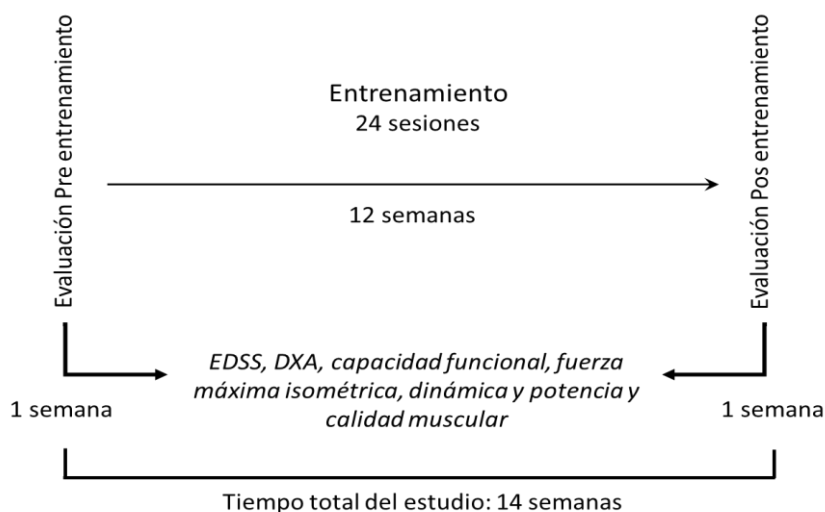 Evaluación Pre entrenamiento
Entrenamiento
24 sesiones
12 semanas
Evaluación Pos entrenamiento
EDSS, DXA, capacidad funcional, fuerza
máxima isométrica, dinámica y potencia y
calidad muscular
1 semana
1 semana
Tiempo total del estudio: 14 semanas